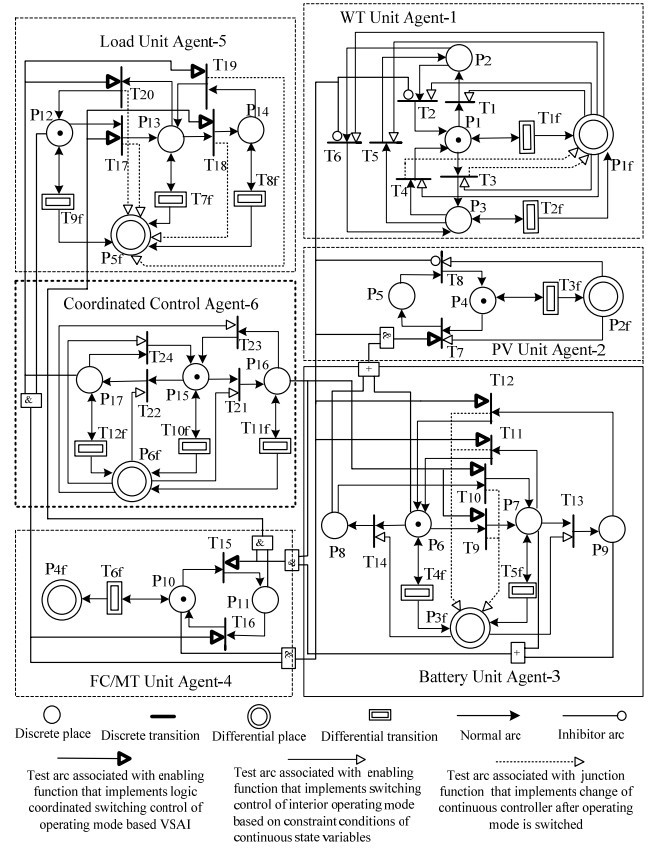 Load Unit Agent-5
T19
T20
P12
P13
P14
T17
T18
T9f
T7f
T8f
P5f
WT Unit Agent-1
P2
T2
T1
P1
T1f
T6
T5
P1f
T4
T3
P3
T2f
T8
P5
P4
T3f
P2f
&
T7
PV Unit Agent-2
+
Coordinated Control Agent-6
T23
T24
P16
P17
P15
T22
T21
&
T12f
P6f
T10f
T11f
T12
T11
T10
P7
T13
P8
P6
T9
P9
T14
T4f
T5f
P3f
+
Battery Unit Agent-3
&
T15
&
P4f
T6f
P10
P11
T16
&
FC/MT Unit Agent-4
Discrete place
Discrete transition
Differential place
Differential transition
Normal arc
Inhibitor arc
Test arc associated with enabling
function that implements logic
coordinated switching control of
operating mode based VSAI
Test arc associated with enabling
function that implements switching
control of interior operating mode
based on constraint conditions of
continuous state variables
Test arc associated with junction
function that implements change of
continuous controller after operating
mode is switched